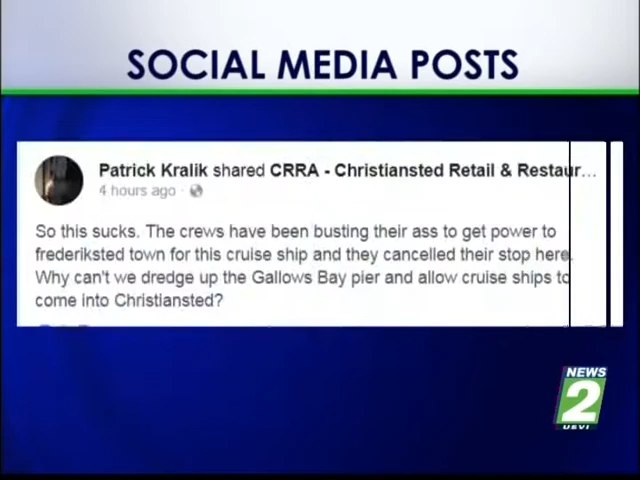 SOCIAL MEDIA POSTS
Patrick Kralik shared CRRA - Christiansted Retail & Restaur...
4 hours ago ·
So this sucks. The crews have been busting their ass to get power to
frederiksted town for this cruise ship and they cancelled their stop here.
Why can't we dredge up the Gallows Bay pier and allow cruise ships to
come into Christiansted?
NEWS
2
USVI